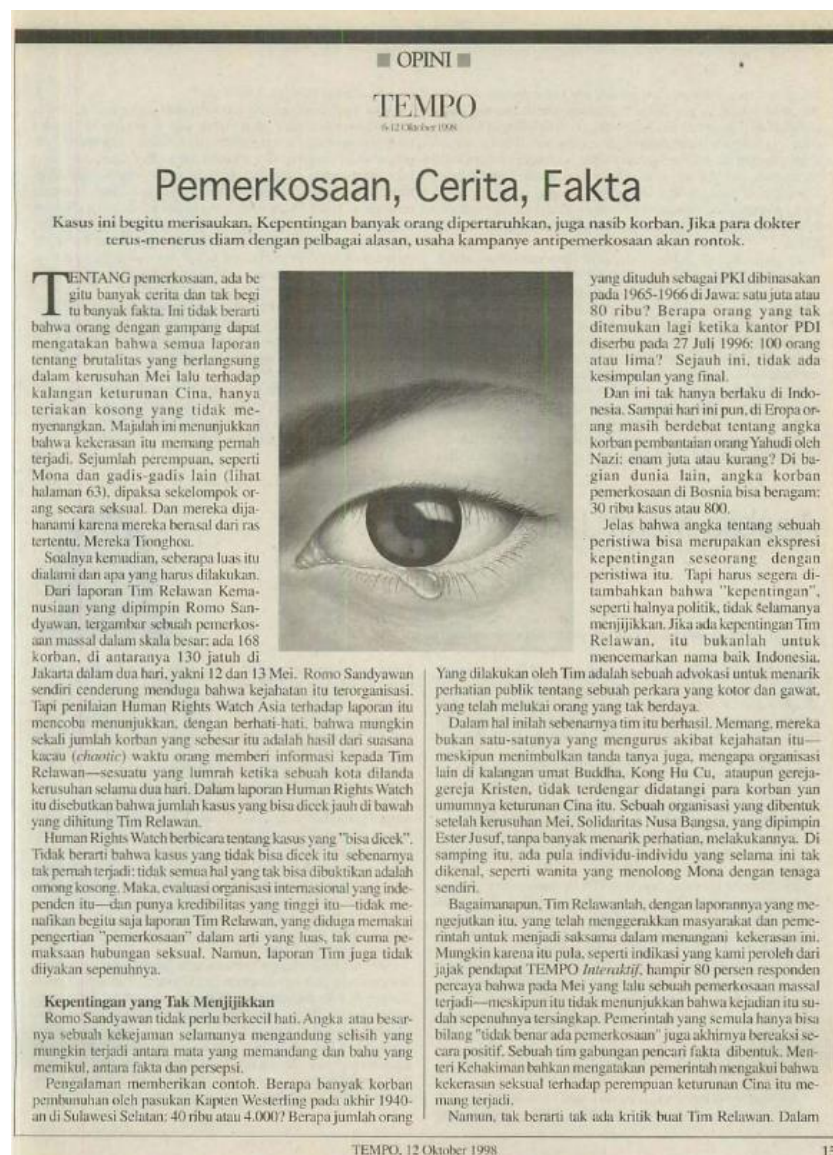 OPINI
TEMPO
6-12 Oktober 1998
Pemerkosaan, Cerita, Fakta
Kasus ini begitu merisaukan. Kepentingan banyak orang dipertaruhkan, juga nasib korban. Jika para dokter
terus-menerus diam dengan pelbagai alasan, usaha kampanye antipemerkosaan akan rontok.
TENTANG pemerkosaan, ada be
gitu banyak cerita dan tak begi
tu banyak fakta. Ini tidak berarti
bahwa orang dengan gampang dapat
mengatakan bahwa semua laporan
tentang brutalitas yang berlangsung
dalam kerusuhan Mei lalu terhadap
kalangan keturunan Cina, hanya
teriakan kosong yang tidak me-
nyenangkan. Majalah ini menunjukkan
bahwa kekerasan itu memang pernah
terjadi. Sejumlah perempuan, seperti
Mona dan gadis-gadis lain (lihat
halaman 63), dipaksa sekelompok or-
ang secara seksual. Dan mereka dija-
hanami karena mereka berasal dari ras
tertentu. Mereka Tionghoa.
Soalnya kemudian, seberapa luas itu
dialami dan apa yang harus dilakukan.
Dari laporan Tim Relawan Kema-
nusiaan yang dipimpin Romo San-
dyawan, tergambar sebuah pemerkos-
aan massal dalam skala besar: ada 168
korban, di antaranya 130 jatuh di
Jakarta dalam dua hari, yakni 12 dan 13 Mei. Romo Sandyawan
sendiri cenderung menduga bahwa kejahatan itu terorganisasi.
Tapi penilaian Human Rights Watch Asia terhadap laporan itu
mencoba menunjukkan, dengan berhati-hati, bahwa mungkin
sekali jumlah korban yang sebesar itu adalah hasil dari suasana
kacau (chaotic) waktu orang memberi informasi kepada Tim
Relawan—sesuatu yang lumrah ketika sebuah kota dilanda
kerusuhan selama dua hari. Dalam laporan Human Rights Watch
itu disebutkan bahwa jumlah kasus yang bisa dicek jauh di bawah
yang dihitung Tim Relawan.
Human Rights Watch berbicara tentang kasus yang "bisa dicek".
Tidak berarti bahwa kasus yang tidak bisa dicek itu sebenarnya
tak pernah terjadi: tidak semua hal yang tak bisa dibuktikan adalah
omong kosong. Maka, evaluasi organisasi internasional yang inde-
penden itu—dan punya kredibilitas yang tinggi itu—tidak me-
nafikan begitu saja laporan Tim Relawan, yang diduga memakai
pengertian "pemerkosaan" dalam arti yang luas, tak cuma pe-
maksaan hubungan seksual. Namun, laporan Tim juga tidak
diiyakan sepenuhnya.
Kepentingan yang Tak Menjijikkan
Romo Sandyawan tidak perlu berkecil hati. Angka atau besar-
nya sebuah kekejaman selamanya mengandung selisih yang
mungkin terjadi antara mata yang memandang dan bahu yang
memikul, antara fakta dan persepsi.
Pengalaman memberikan contoh. Berapa banyak korban
pembunuhan oleh pasukan Kapten Westerling pada akhir 1940-
an di Sulawesi Selatan: 40 ribu atau 4.000? Berapa jumlah orang
yang dituduh sebagai PKI dibinasakan
pada 1965-1966 di Jawa: satu juta atau
80 ribu? Berapa orang yang tak
ditemukan lagi ketika kantor PDI
diserbu pada 27 Juli 1996: 100 orang
atau lima? Sejauh ini, tidak ada
kesimpulan yang final.
Dan ini tak hanya berlaku di Indo-
nesia. Sampai hari ini pun, di Eropa or-
ang masih berdebat tentang angka
korban pembantaian orang Yahudi oleh
Nazi: enam juta atau kurang? Di ba-
gian dunia lain, angka korban
pemerkosaan di Bosnia bisa beragam:
30 ribu kasus atau 800.
Jelas bahwa angka tentang sebuah
peristiwa bisa merupakan ekspresi
kepentingan seseorang dengan
peristiwa itu. Tapi harus segera di-
tambahkan bahwa "kepentingan",
seperti halnya politik, tidak selamanya
menjijikkan. Jika ada kepentingan Tim
Relawan, itu bukanlah untuk
mencemarkan nama baik Indonesia.
Yang dilakukan oleh Tim adalah sebuah advokasi untuk menarik
perhatian publik tentang sebuah perkara yang kotor dan gawat,
yang telah melukai orang yang tak berdaya.
Dalam hal inilah sebenarnya tim itu berhasil. Memang, mereka
bukan satu-satunya yang mengurus akibat kejahatan itu—
meskipun menimbulkan tanda tanya juga, mengapa organisasi
lain di kalangan umat Buddha, Kong Hu Cu, ataupun gereja-
gereja Kristen, tidak terdengar didatangi para korban yan
umumnya keturunan Cina itu. Sebuah organisasi yang dibentuk
setelah kerusuhan Mei, Solidaritas Nusa Bangsa, yang dipimpin
Ester Jusuf, tanpa banyak menarik perhatian, melakukannya. Di
samping itu, ada pula individu-individu yang selama ini tak
dikenal, seperti wanita yang menolong Mona dengan tenaga
sendiri.
Bagaimanapun, Tim Relawanlah, dengan laporannya yang me-
ngejutkan itu, yang telah menggerakkan masyarakat dan peme-
rintah untuk menjadi saksama dalam menangani kekerasan ini.
Mungkin karena itu pula, seperti indikasi yang kami peroleh dari
jajak pendapat TEMPO Interaktif, hampir 80 persen responden
percaya bahwa pada Mei yang lalu sebuah pemerkosaan massal
terjadi—meskipun itu tidak menunjukkan bahwa kejadian itu su-
dah sepenuhnya tersingkap. Pemerintah yang semula hanya bisa
bilang "tidak benar ada pemerkosaan" juga akhirnya bereaksi se-
cara positif. Sebuah tim gabungan pencari fakta dibentuk. Men-
teri Kehakiman bahkan mengatakan pemerintah mengakui bahwa
kekerasan seksual terhadap perempuan keturunan Cina itu me-
mang terjadi.
Namun, tak berarti tak ada kritik buat Tim Relawan. Dalam
TEMPO, 12 Oktober 1998
15